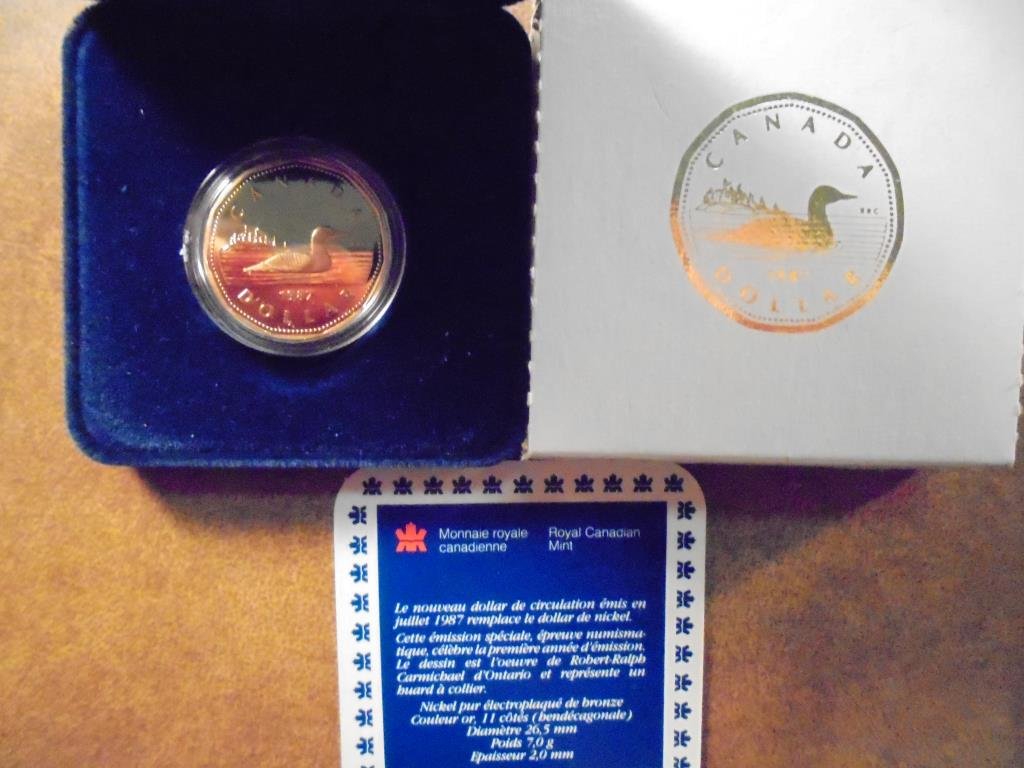 CANADA
1987
DOLLAR
CANADA
RRC
1987
DOLLAR
Monnaie royale
canadienne
Royal Canadian
Mint
Le nouveau dollar de circulation émis en
juillet 1987 remplace le dollar de nickel.
Cette émission spéciale, épreuve numisma-
tique, célèbre la première année d'émission.
Le dessin est l'oeuvre de Robert-Ralph
Carmichael d'Ontario et représente un
huard à collier.
Nickel pur électroplaqué de bronze
Couleur or, 11 côtés (hendécagonale)
Diamètre 26,5 mm
Poids 7,0 g
Epaisseur 2,0 mm